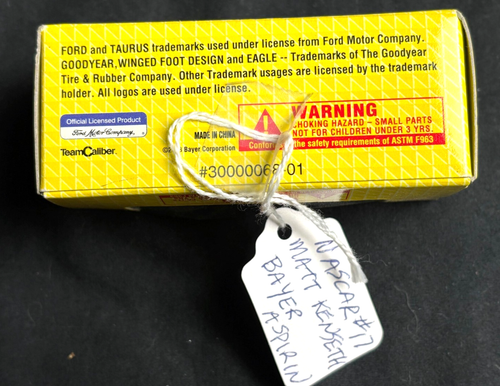 FORD and TAURUS trademarks used under license from Ford Motor Company.
GOODYEAR,WINGED FOOT DESIGN and EAGLE -- Trademarks of The Goodyear
Tire & Rubber Company. Other Trademark usages are licensed by the trademark
holder. All logos are used under license.
Official Licensed Product
Ford Motor Company,
TeamCaliber
MADE IN CHINA
Bayer Corporation
#30000068-01
WARNING
CHOKING HAZARD - SMALL PARTS
NOT FOR CHILDREN UNDER 3 YRS.
the safety requirements of ASTM F963
NASCAR #17
MATT KENSETH
BAYER
ASPIRIN